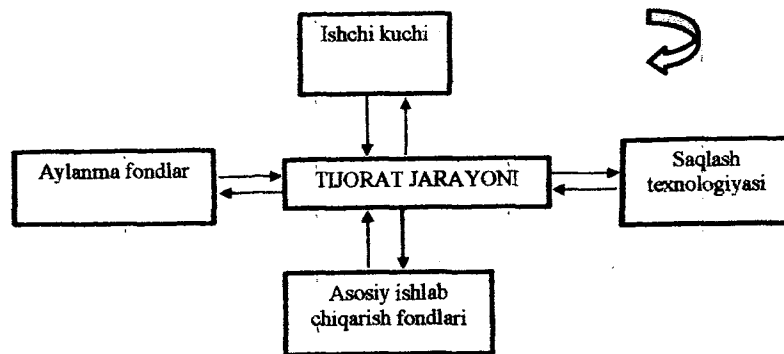 Ishchi kuchi
Aylanma fondlar
TIJORAT JARAYONI
Saqlash
texnologiyasi
Asosiy ishlab
chiqarish fondlari